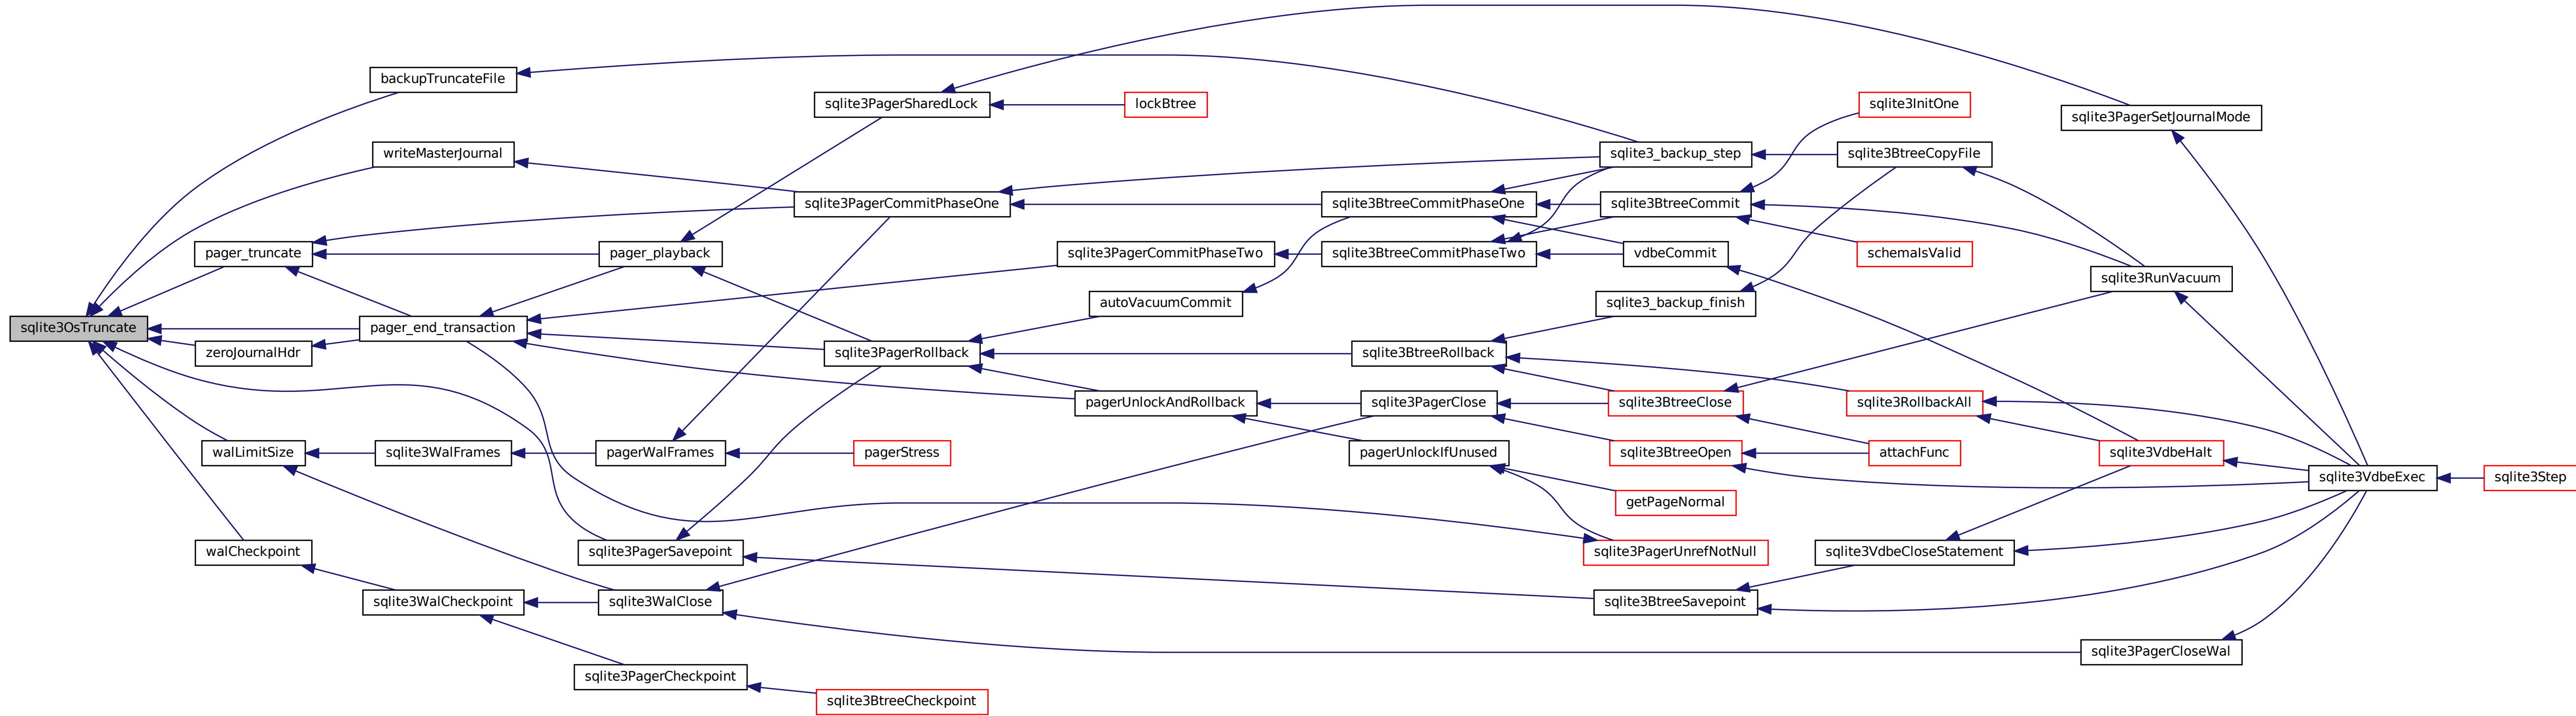 sqlite3OsTruncate
backupTruncateFile
writeMasterJournal
pager_truncate
pager_end_transaction
zeroJournalHdr
walLimitSize
sqlite3WalFrames
walCheckpoint
sqlite3WalCheckpoint
sqlite3PagerSharedLock
lockBtree
sqlite3PagerCommitPhaseOne
pager_playback
sqlite3PagerCommitPhaseTwo
autoVacuumCommit
sqlite3PagerRollback
pagerUnlockAndRollback
pagerWalFrames
pagerStress
sqlite3PagerSavepoint
sqlite3WalClose
sqlite3PagerCheckpoint
sqlite3BtreeCheckpoint
sqlite3BtreeCommitPhaseOne
sqlite3BtreeCommitPhaseTwo
sqlite3BtreeRollback
sqlite3PagerClose
pagerUnlockIfUnused
sqlite3_backup_step
sqlite3BtreeCommit
vdbeCommit
sqlite3_backup_finish
sqlite3BtreeClose
sqlite3BtreeOpen
getPageNormal
sqlite3PagerUnrefNotNull
sqlite3BtreeSavepoint
sqlite3InitOne
sqlite3BtreeCopyFile
schemaIsValid
sqlite3RollbackAll
attachFunc
sqlite3VdbeCloseStatement
sqlite3PagerSetJournalMode
sqlite3RunVacuum
sqlite3VdbeHalt
sqlite3PagerCloseWal
sqlite3VdbeExec
sqlite3Step